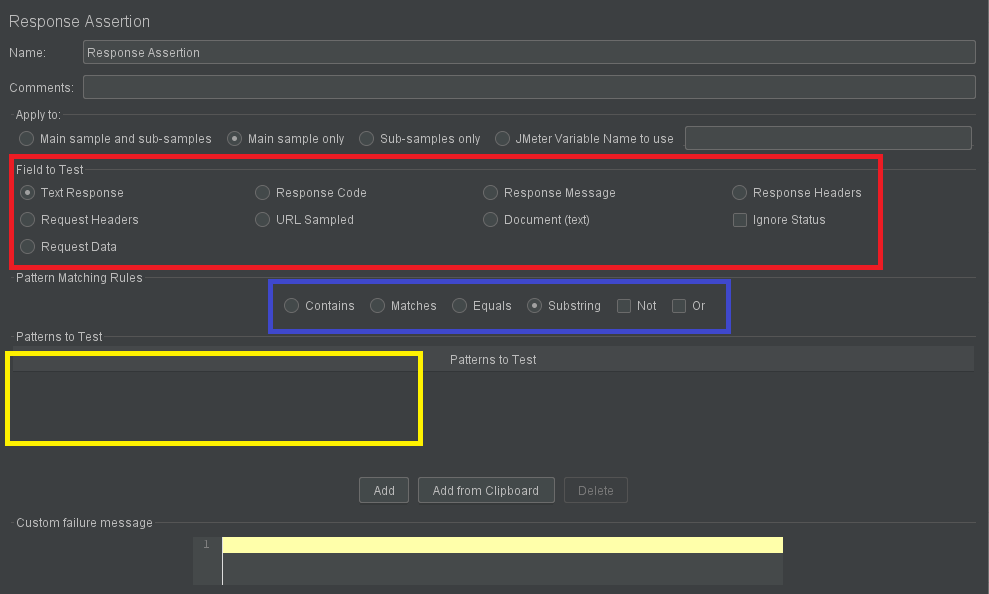 Response Assertion
Name: Response Assertion
Comments:
Apply to:
Main sample and sub-samples Main sample only Sub-samples only JMeter Variable Name to use
Field to Test
Text Response Response Code Response Message Response Headers
Request Headers URL Sampled Document (text) Ignore Status
Request Data
Pattern Matching Rules
Contains Matches Equals Substring Not Or
Patterns to Test
Patterns to Test
Add Add from Clipboard Delete
Custom failure message
1